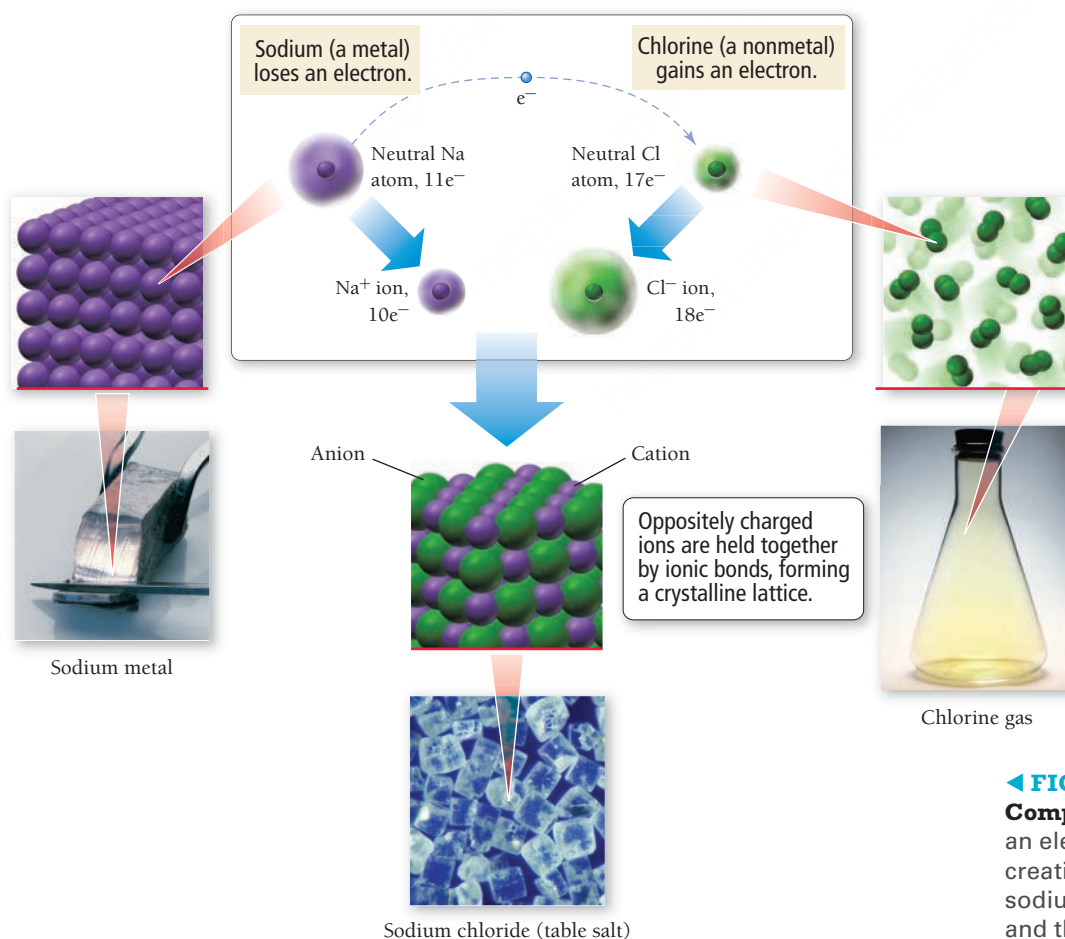 Sodium (a metal)
loses an electron.
Chlorine (a nonmetal)
gains an electron.
e−
Neutral Na
atom, 11e−
Neutral Cl
atom, 17e−
Na+ ion,
10e−
Cl− ion,
18e−
Anion
Cation
Oppositely charged
ions are held together
by ionic bonds, forming
a crystalline lattice.
Sodium metal
Chlorine gas
Sodium chloride (table salt)
◀ FIG
Comp
an ele
creati
sodiu
and th